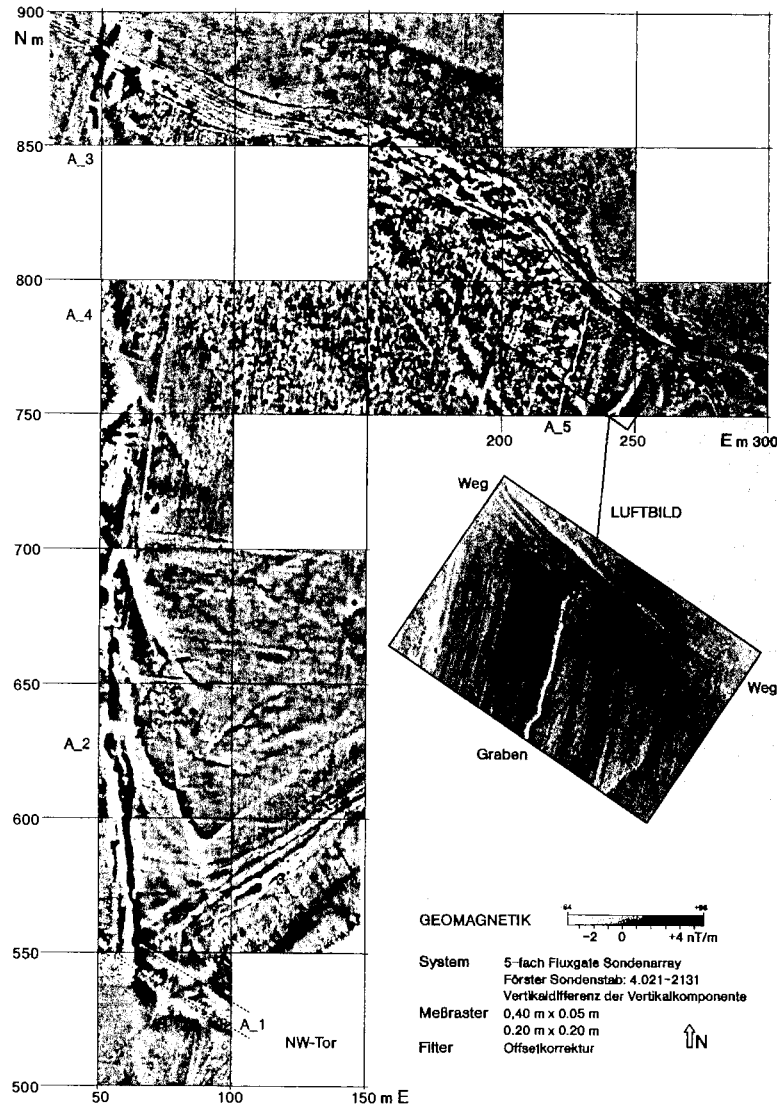 900
N m
850
A_3
800
A_4
750
200
A_5
250
E m 300
Weg
LUFTBILD
700
650
Weg
A_2
Graben
600
GEOMAGNETIK
−2 0 +4 nT/m
550
System 5-fach Fluxgate Sondenarray
Förster Sondenstab: 4.021-2131
Vertikaldifferenz der Vertikalkomponente
Meßraster 0,40 m x 0.05 m
0.20 m x 0.20 m
A_1
NW-Tor
Filter Offsetkorrektur
N
500
50 100 150 m E